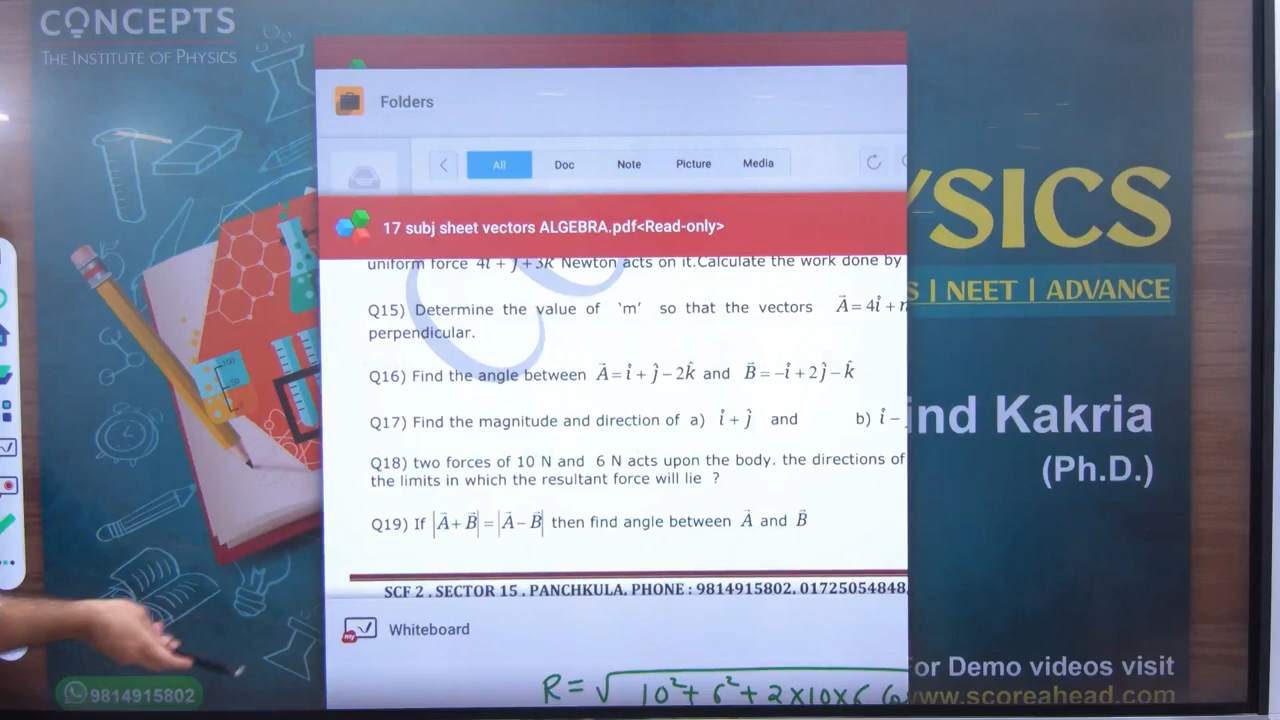 CONCEPTS
THE INSTITUTE OF PHYSICS
Folders
All Doc Note Picture Media
17 subj sheet vectors ALGEBRA.pdf<Read-only>
uniform force 4î + ĵ + 3k̂ Newton acts on it.Calculate the work done by
Q15) Determine the value of 'm' so that the vectors A⃗ = 4î +
perpendicular.
Q16) Find the angle between A⃗ = î + ĵ − 2k̂ and B⃗ = −î + 2ĵ − k̂
Q17) Find the magnitude and direction of a) î + ĵ and b) î −
Q18) two forces of 10 N and 6 N acts upon the body. the directions of
the limits in which the resultant force will lie ?
Q19) If |A⃗ + B⃗| = |A⃗ − B⃗| then find angle between A⃗ and B⃗
SCF 2 , SECTOR 15 , PANCHKULA, PHONE : 9814915802, 01725054848,
my Whiteboard
R = √ 10² + 6² + 2 × 10 × 6
YSICS
S | NEET | ADVANCE
ind Kakria
(Ph.D.)
9814915802
For Demo videos visit
www.scoreahead.com